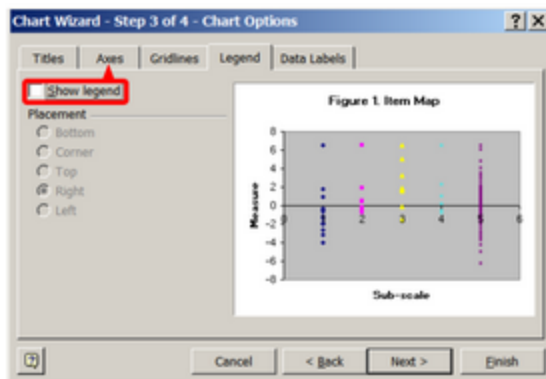 Chart Wizard - Step 3 of 4 - Chart Options
Titles Axes Gridlines Legend Data Labels
Show legend
Placement
Bottom
Corner
Top
Right
Left
Figure 1. Item Map
Measure
8
6
4
2
0
-2
-4
-6
-8
0 2 3 4 5 6
Sub-scale
Cancel < Back Next > Finish